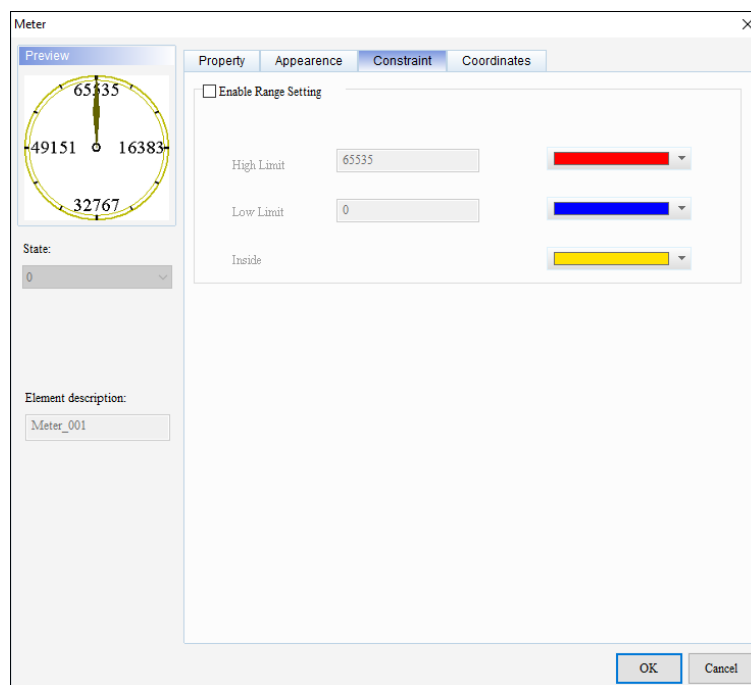 Meter
Preview
65535
49151
16383
32767
State:
0
Element description:
Meter_001
Property
Appearence
Constraint
Coordinates
Enable Range Setting
High Limit
65535
Low Limit
0
Inside
OK
Cancel